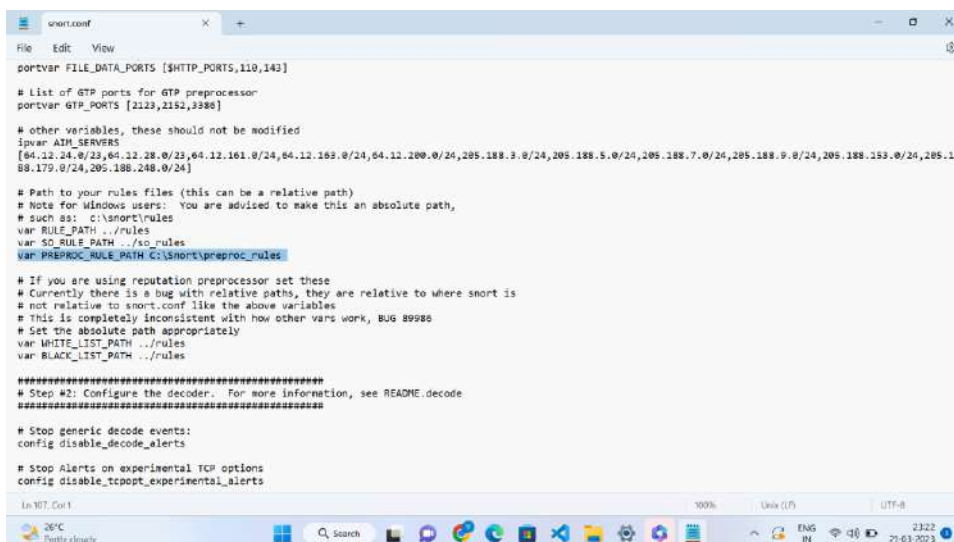 snort.conf
File Edit View
portvar FILE_DATA_PORTS [$HTTP_PORTS,110,143]
# List of GTP ports for GTP preprocessor
portvar GTP_PORTS [2123,2152,3386]
# other variables, these should not be modified
ipvar AIM_SERVERS
[64.12.24.0/23,64.12.28.0/23,64.12.161.0/24,64.12.163.0/24,64.12.200.0/24,205.188.3.0/24,205.188.5.0/24,205.188.7.0/24,205.188.9.0/24,205.188.153.0/24,205.1
88.179.0/24,205.188.248.0/24]
# Path to your rules files (this can be a relative path)
# Note for Windows users:  You are advised to make this an absolute path,
# such as:  c:\snort\rules
var RULE_PATH ../rules
var SO_RULE_PATH ../so_rules
var PREPROC_RULE_PATH C:\Snort\preproc_rules
# If you are using reputation preprocessor set these
# Currently there is a bug with relative paths, they are relative to where snort is
# not relative to snort.conf like the above variables
# This is completely inconsistent with how other vars work, BUG 89986
# Set the absolute path appropriately
var WHITE_LIST_PATH ../rules
var BLACK_LIST_PATH ../rules
###################################################
# Step #2: Configure the decoder.  For more information, see README.decode
###################################################
# Stop generic decode events:
config disable_decode_alerts
# Stop Alerts on experimental TCP options
config disable_tcpopt_experimental_alerts
Ln 107, Col 1 100% Unix (LF) UTF-8
26°C Search ENG 23:22
Partly cloudy IN 21-03-2023